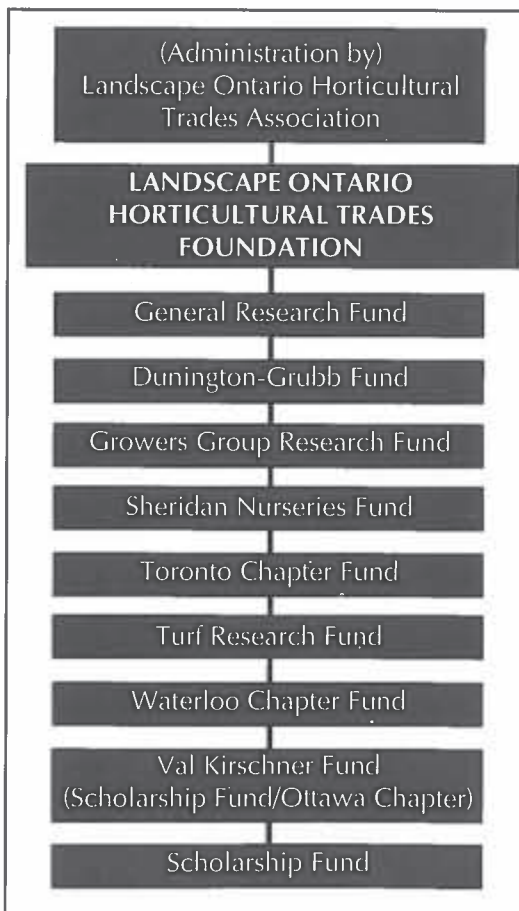 (Administration by)
Landscape Ontario Horticultural
Trades Association
LANDSCAPE ONTARIO
HORTICULTURAL TRADES
FOUNDATION
General Research Fund
Dunington-Grubb Fund
Growers Group Research Fund
Sheridan Nurseries Fund
Toronto Chapter Fund
Turf Research Fund
Waterloo Chapter Fund
Val Kirschner Fund
(Scholarship Fund/Ottawa Chapter)
Scholarship Fund